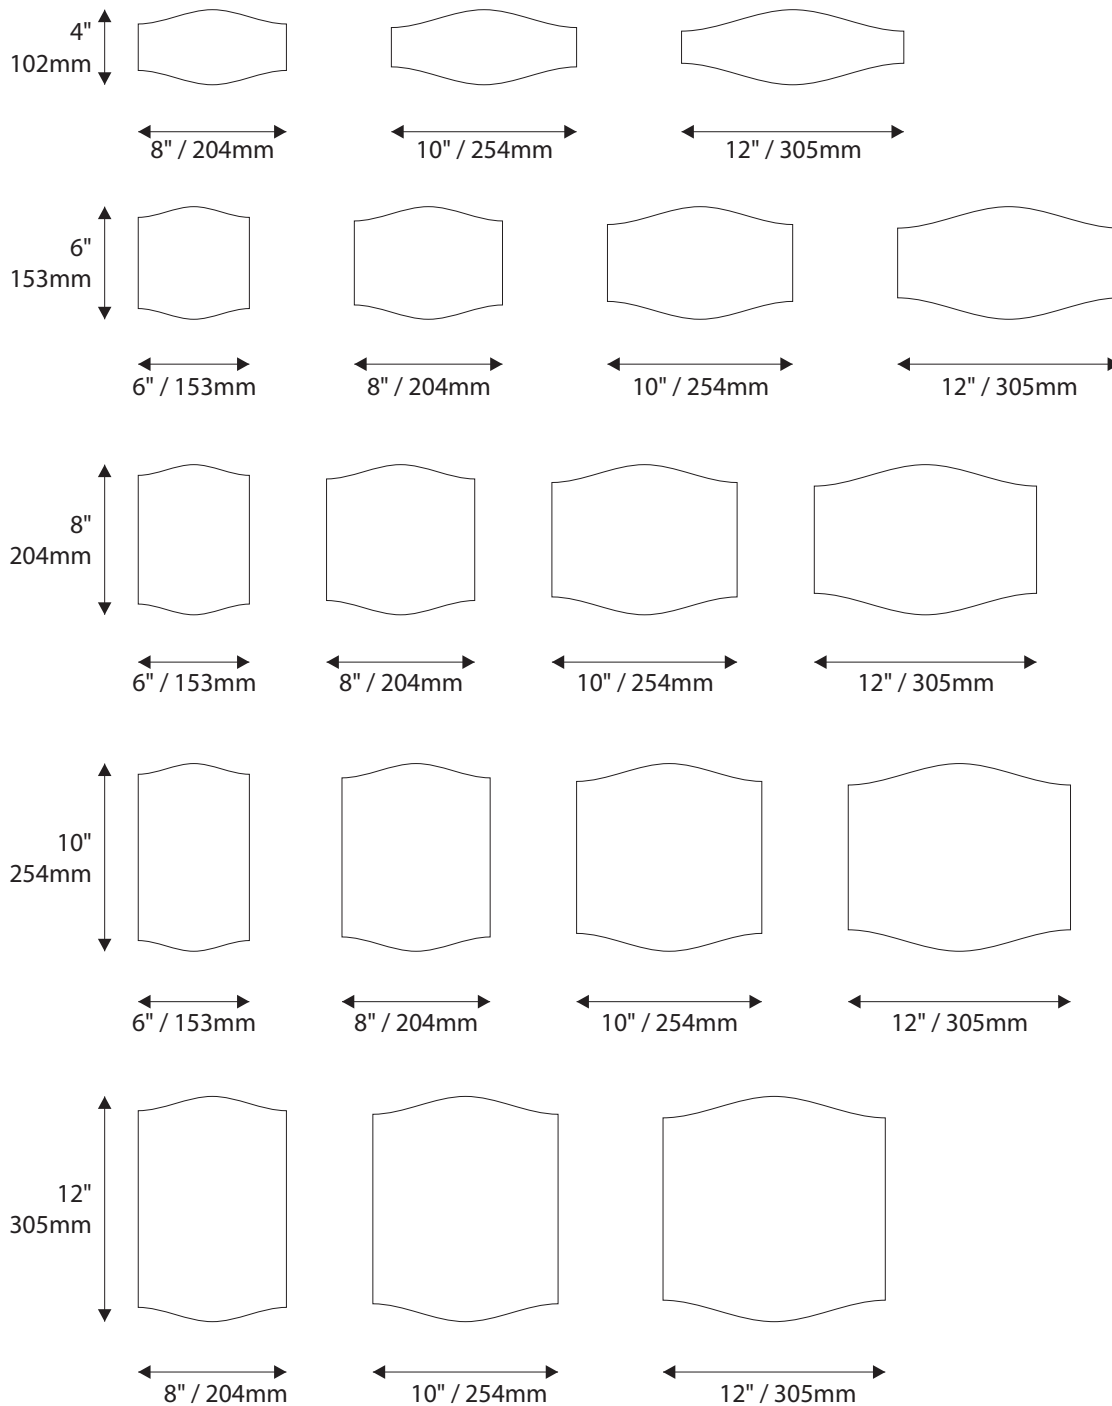 4"
102mm
8" / 204mm
10" / 254mm
12" / 305mm
6"
153mm
6" / 153mm
8" / 204mm
10" / 254mm
12" / 305mm
8"
204mm
6" / 153mm
8" / 204mm
10" / 254mm
12" / 305mm
10"
254mm
6" / 153mm
8" / 204mm
10" / 254mm
12" / 305mm
12"
305mm
8" / 204mm
10" / 254mm
12" / 305mm